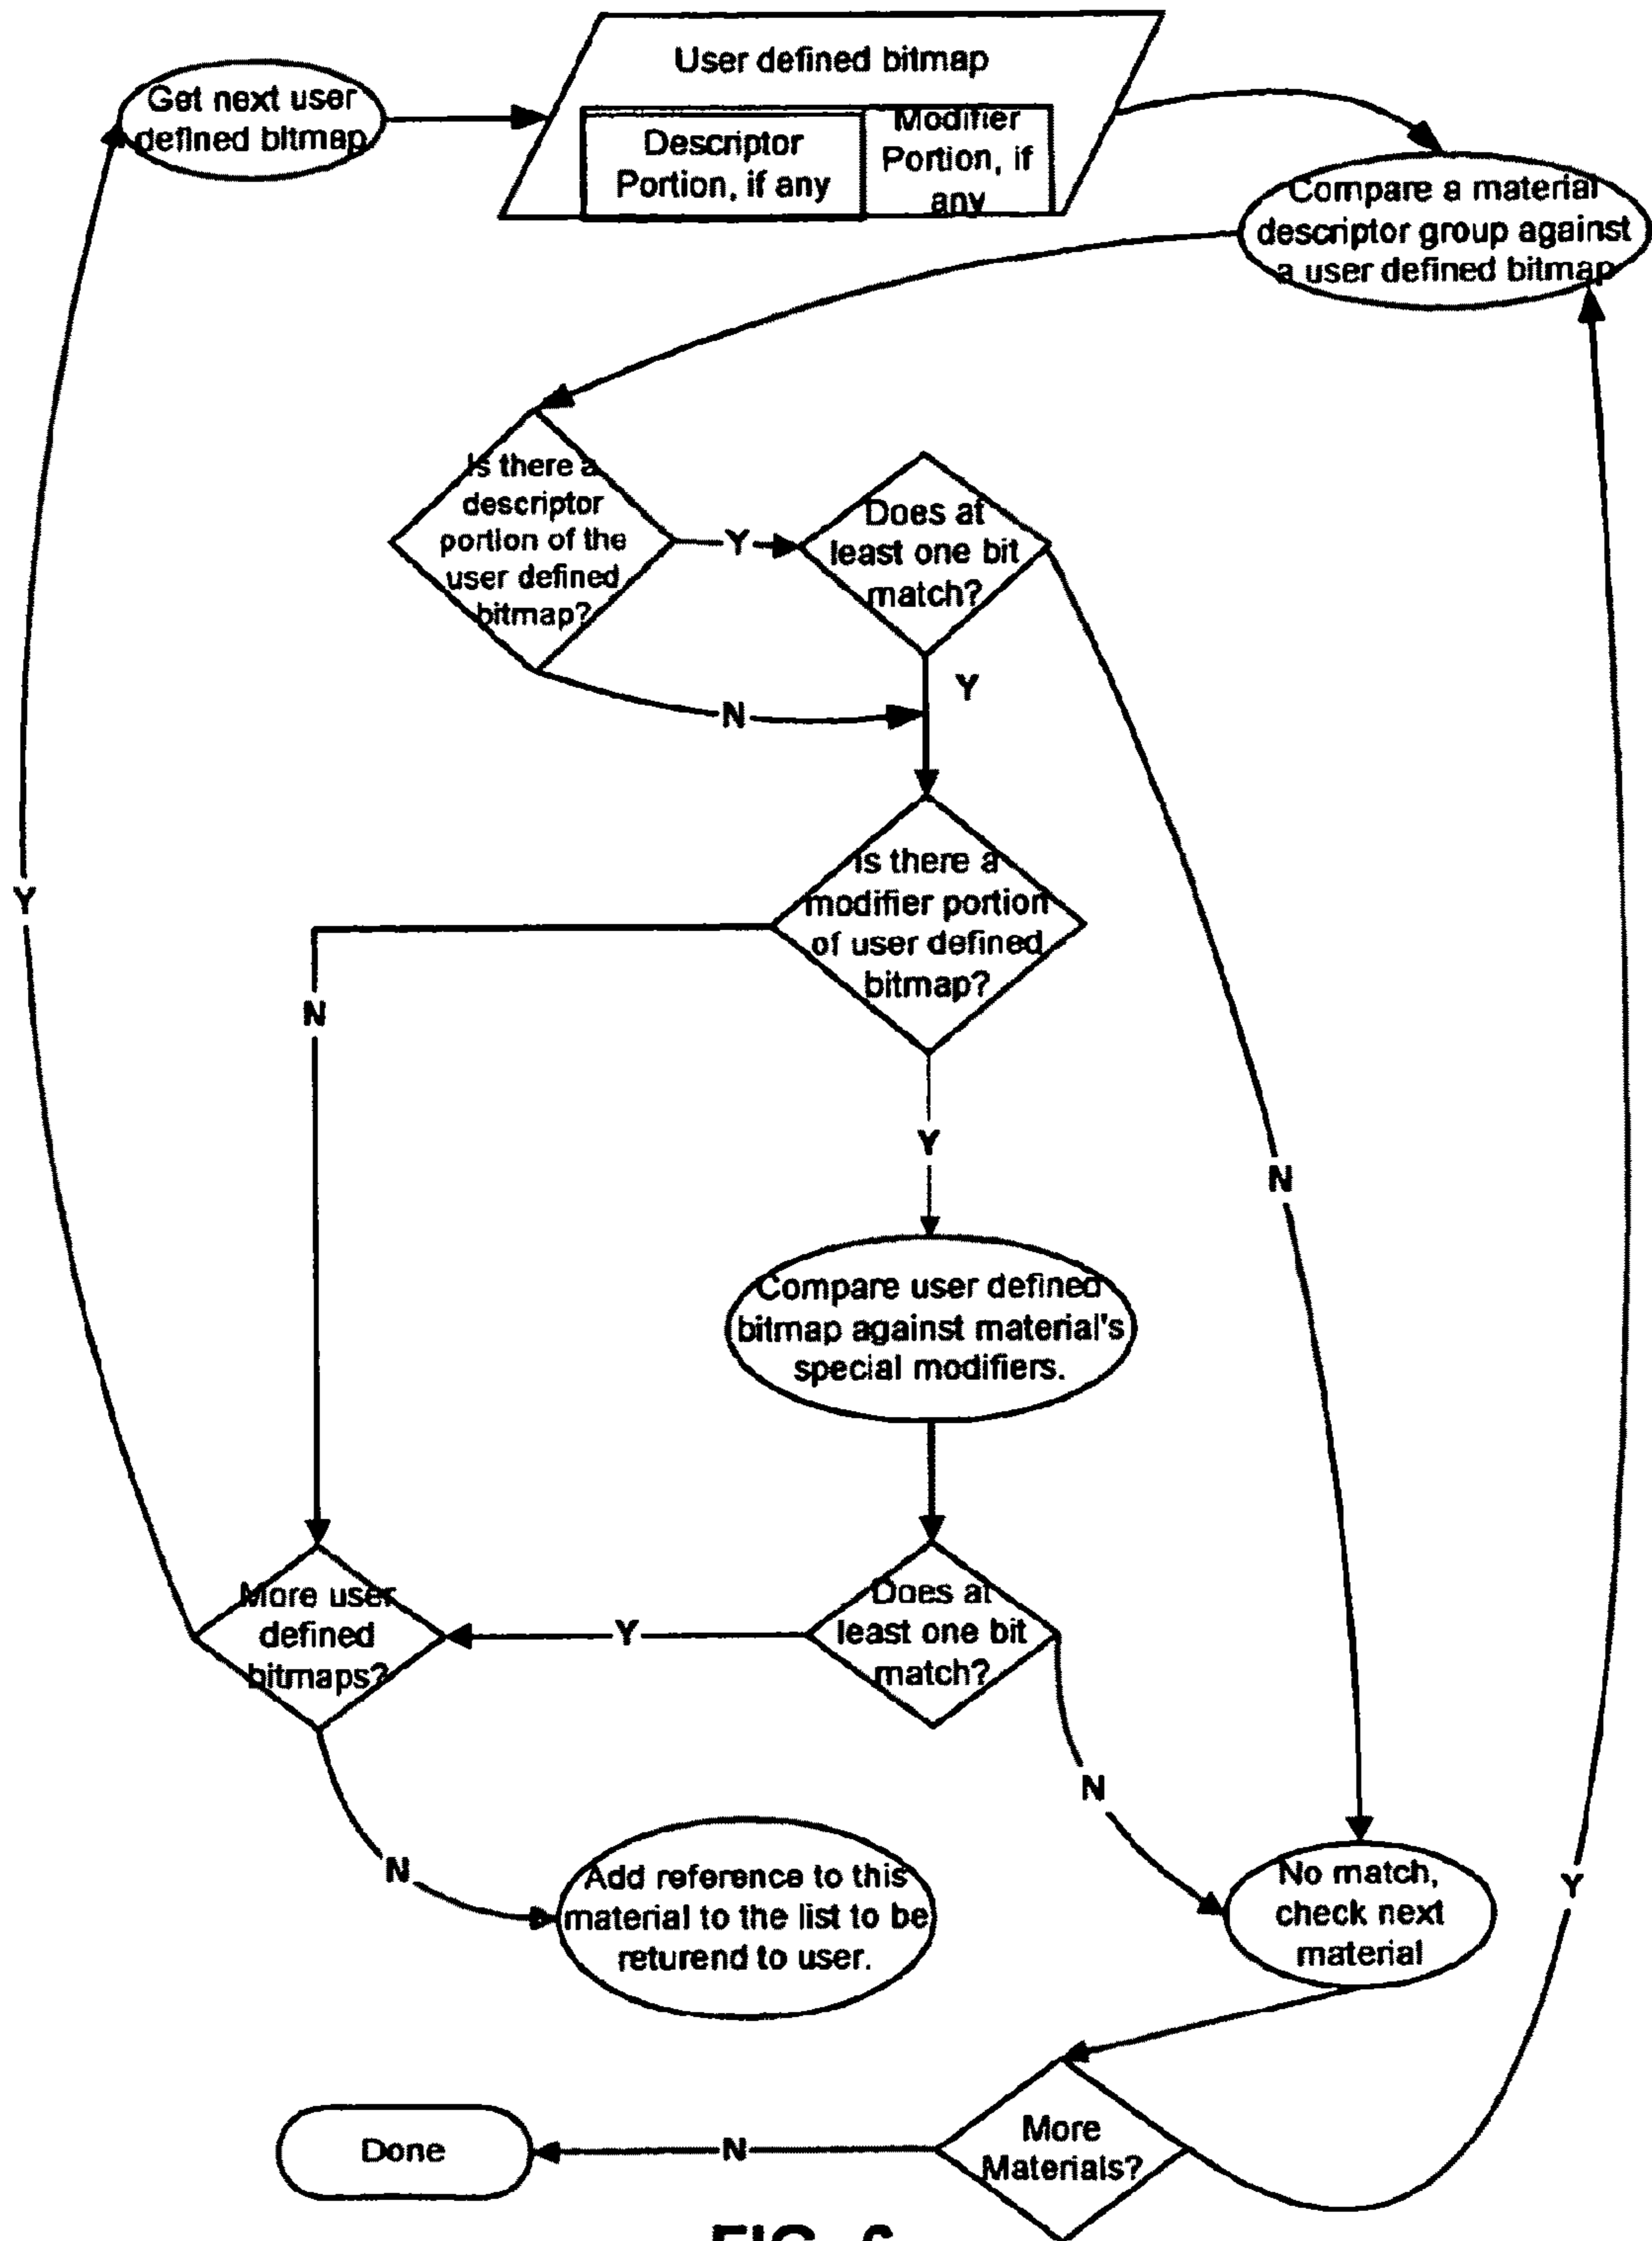 User defined bitmap
Get next user
defined bitmap
Descriptor
Portion, if any
Modifier
Portion, if
any
Compare a material
descriptor group against
a user defined bitmap
Is there a
descriptor
portion of the
user defined
bitmap?
Y
Does at
least one bit
match?
Y
N
Is there a
modifier portion
of user defined
bitmap?
Y
N
Y
N
Compare user defined
bitmap against material's
special modifiers.
More user
defined
bitmaps?
Y
Does at
least one bit
match?
N
N
Add reference to this
material to the list to be
returend to user.
No match,
check next
material
Y
More
Materials?
N
Done
FIG. 6